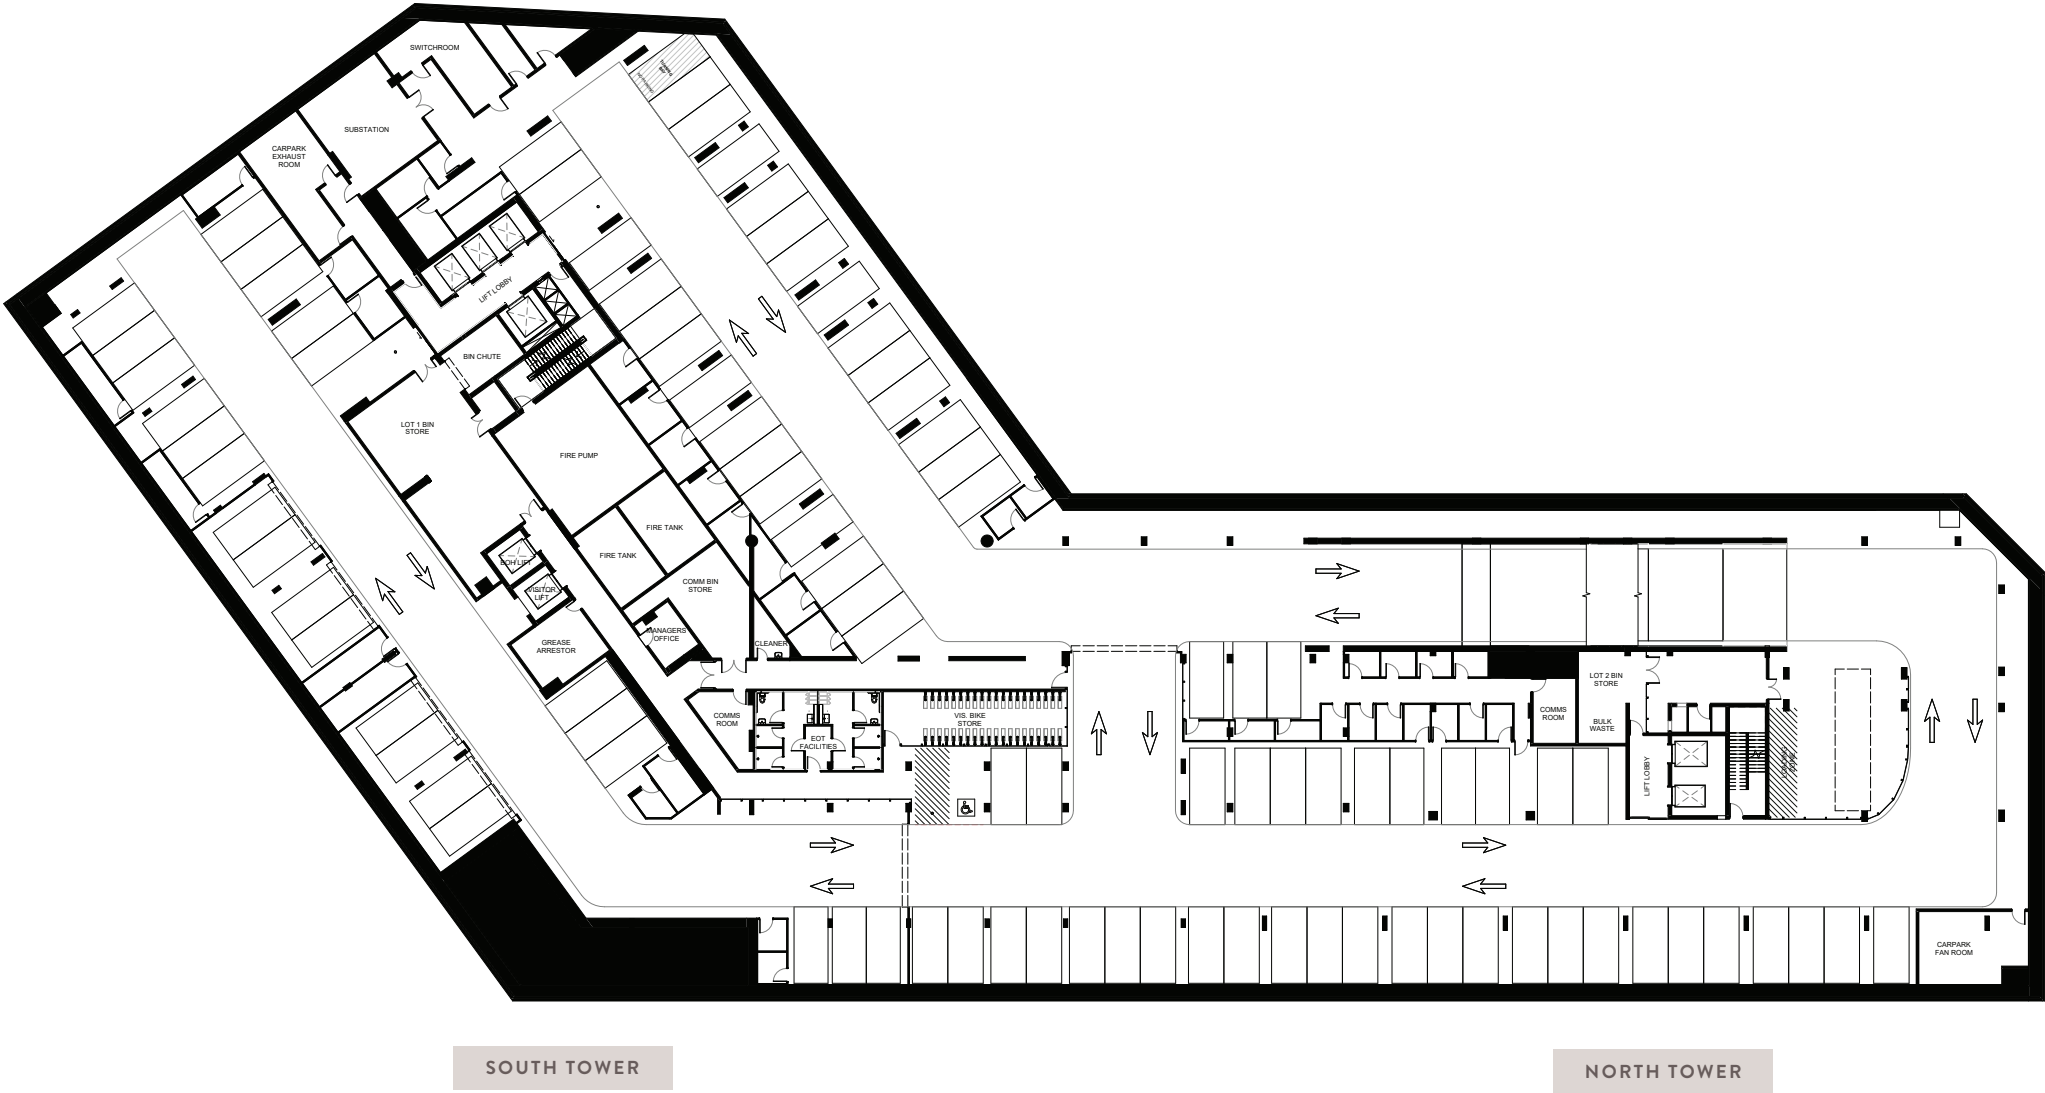 SWITCHROOM
TURNING
BAY
SUBSTATION
CARPARK
EXHAUST
ROOM
LIFT LOBBY
BIN CHUTE
LOT 1 BIN
STORE
FIRE PUMP
FIRE TANK
FIRE TANK
BOH LIFT
VISITOR
LIFT
COMM BIN
STORE
MANAGERS
OFFICE
CLEANER
GREASE
ARRESTOR
COMMS
ROOM
EOT
FACILITIES
VIS. BIKE
STORE
LOT 2 BIN
STORE
COMMS
ROOM
BULK
WASTE
LIFT LOBBY
CARPARK
FAN ROOM
SOUTH TOWER
NORTH TOWER